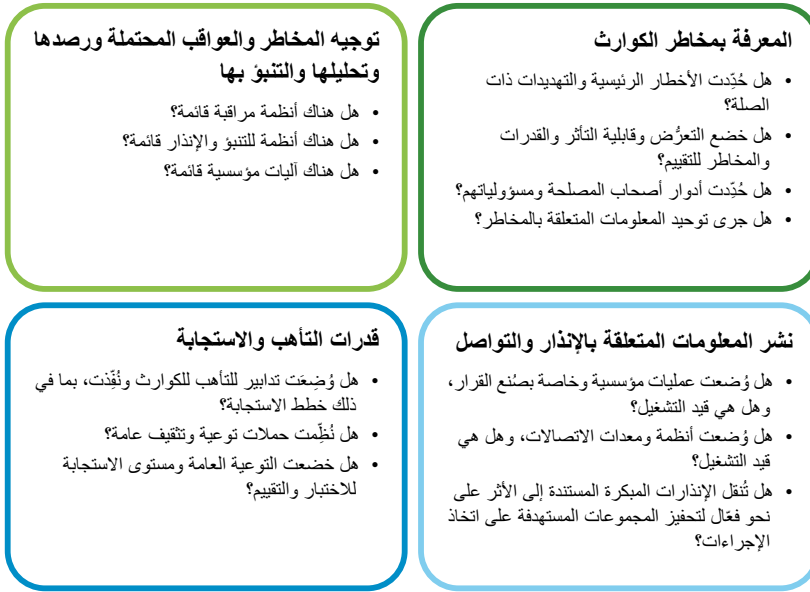 المعرفة بمخاطر الكوارث
• هل حُدِّدت الأخطار الرئيسية والتهديدات ذات
الصلة؟
• هل خضع التعرُّض وقابلية التأثر والقدرات
والمخاطر للتقييم؟
• هل حُدِّدت أدوار أصحاب المصلحة ومسؤولياتهم؟
• هل جرى توحيد المعلومات المتعلقة بالمخاطر؟
توجيه المخاطر والعواقب المحتملة ورصدها
وتحليلها والتنبؤ بها
• هل هناك أنظمة مراقبة قائمة؟
• هل هناك أنظمة للتنبؤ والإنذار قائمة؟
• هل هناك آليات مؤسسية قائمة؟
نشر المعلومات المتعلقة بالإنذار والتواصل
• هل وُضعت عمليات مؤسسية وخاصة بصُنع القرار،
وهل هي قيد التشغيل؟
• هل وُضعت أنظمة ومعدات الاتصالات، وهل هي
قيد التشغيل؟
• هل تُنقل الإنذارات المبكرة المستندة إلى الأثر على
نحو فعّال لتحفيز المجموعات المستهدفة على اتخاذ
الإجراءات؟
قدرات التأهب والاستجابة
• هل وُضِعَت تدابير للتأهب للكوارث ونُفِّذت، بما في
ذلك خطط الاستجابة؟
• هل نُظِّمت حملات توعية وتثقيف عامة؟
• هل خضعت التوعية العامة ومستوى الاستجابة
للاختبار والتقييم؟